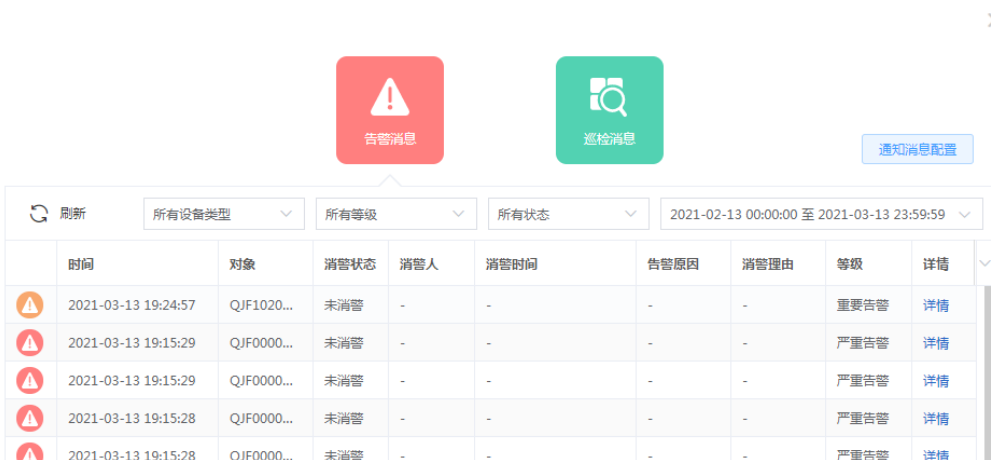 告警消息
巡检消息
通知消息配置
刷新 所有设备类型 所有等级 所有状态 2021-02-13 00:00:00 至 2021-03-13 23:59:59
时间 对象 消警状态 消警人 消警时间 告警原因 消警理由 等级 详情
2021-03-13 19:24:57 QJF1020... 未消警 - - - - 重要告警 详情
2021-03-13 19:15:29 QJF0000... 未消警 - - - - 严重告警 详情
2021-03-13 19:15:29 QJF0000... 未消警 - - - - 严重告警 详情
2021-03-13 19:15:28 QJF0000... 未消警 - - - - 严重告警 详情
2021-03-13 19:15:28 QJF0000... 未消警 - - - - 严重告警 详情